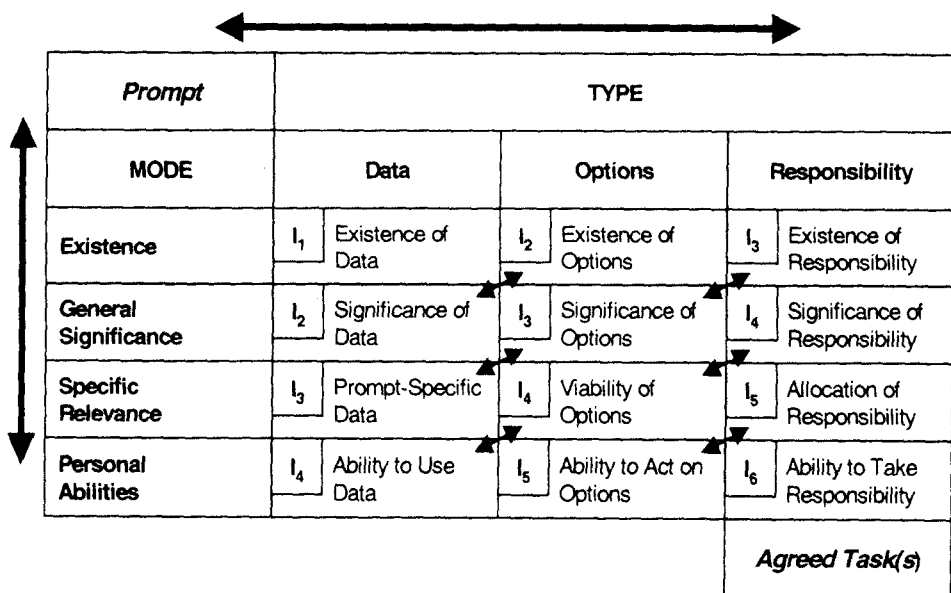 Prompt TYPE
MODE Data Options Responsibility
Existence I₁ Existence of Data I₂ Existence of Options I₃ Existence of Responsibility
General Significance I₂ Significance of Data I₃ Significance of Options I₄ Significance of Responsibility
Specific Relevance I₃ Prompt-Specific Data I₄ Viability of Options I₅ Allocation of Responsibility
Personal Abilities I₄ Ability to Use Data I₅ Ability to Act on Options I₆ Ability to Take Responsibility
Agreed Task(s)